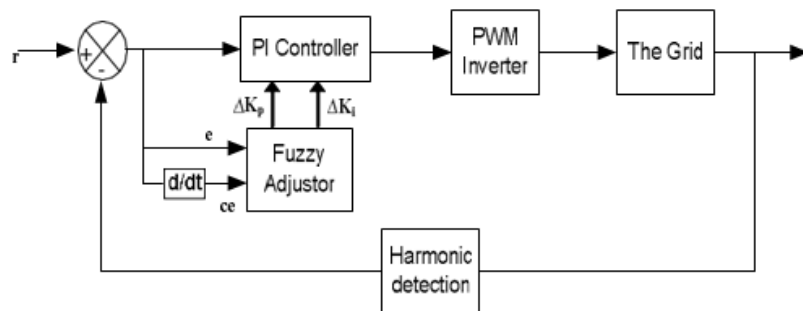 r
+
-
PI Controller
PWM
Inverter
The Grid
ΔKp
ΔKi
e
d/dt
ce
Fuzzy
Adjustor
Harmonic
detection